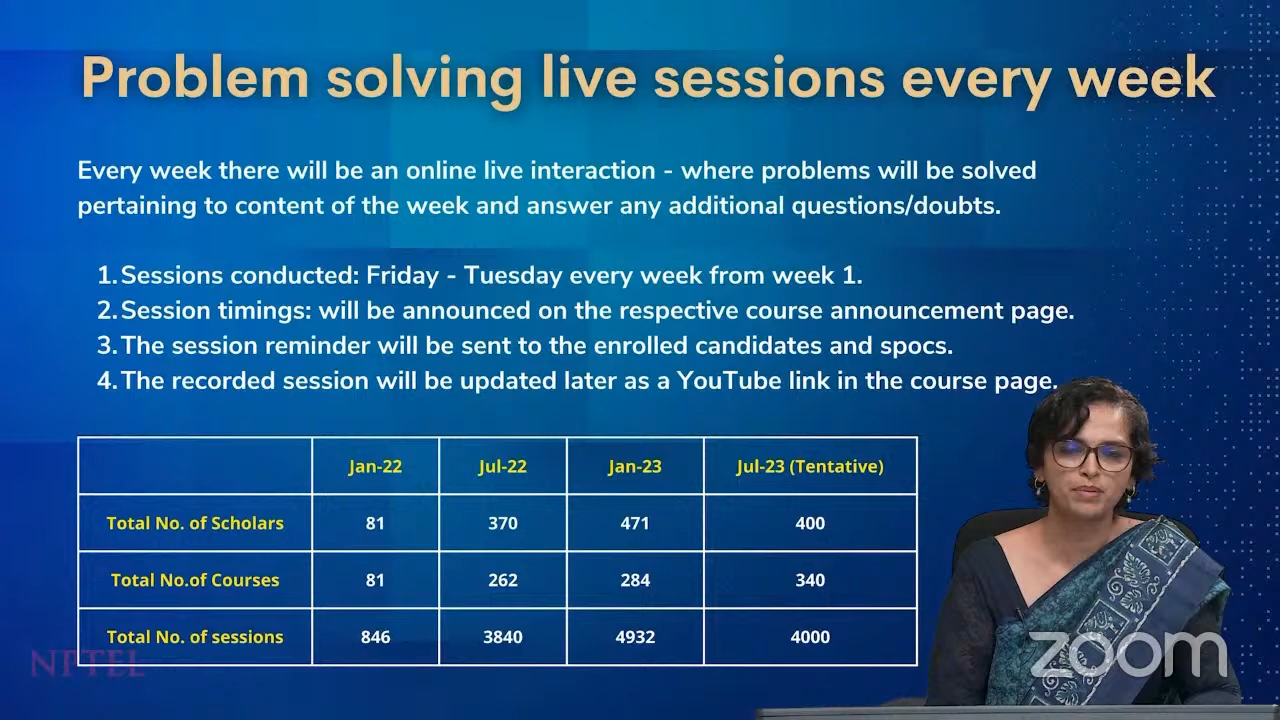 Problem solving live sessions every week
Every week there will be an online live interaction - where problems will be solved
pertaining to content of the week and answer any additional questions/doubts.
1. Sessions conducted: Friday - Tuesday every week from week 1.
2. Session timings: will be announced on the respective course announcement page.
3. The session reminder will be sent to the enrolled candidates and spocs.
4. The recorded session will be updated later as a YouTube link in the course page.
Jan-22 Jul-22 Jan-23 Jul-23 (Tentative)
Total No. of Scholars 81 370 471 400
Total No.of Courses 81 262 284 340
Total No. of sessions 846 3840 4932 4000
NPTEL
zoom